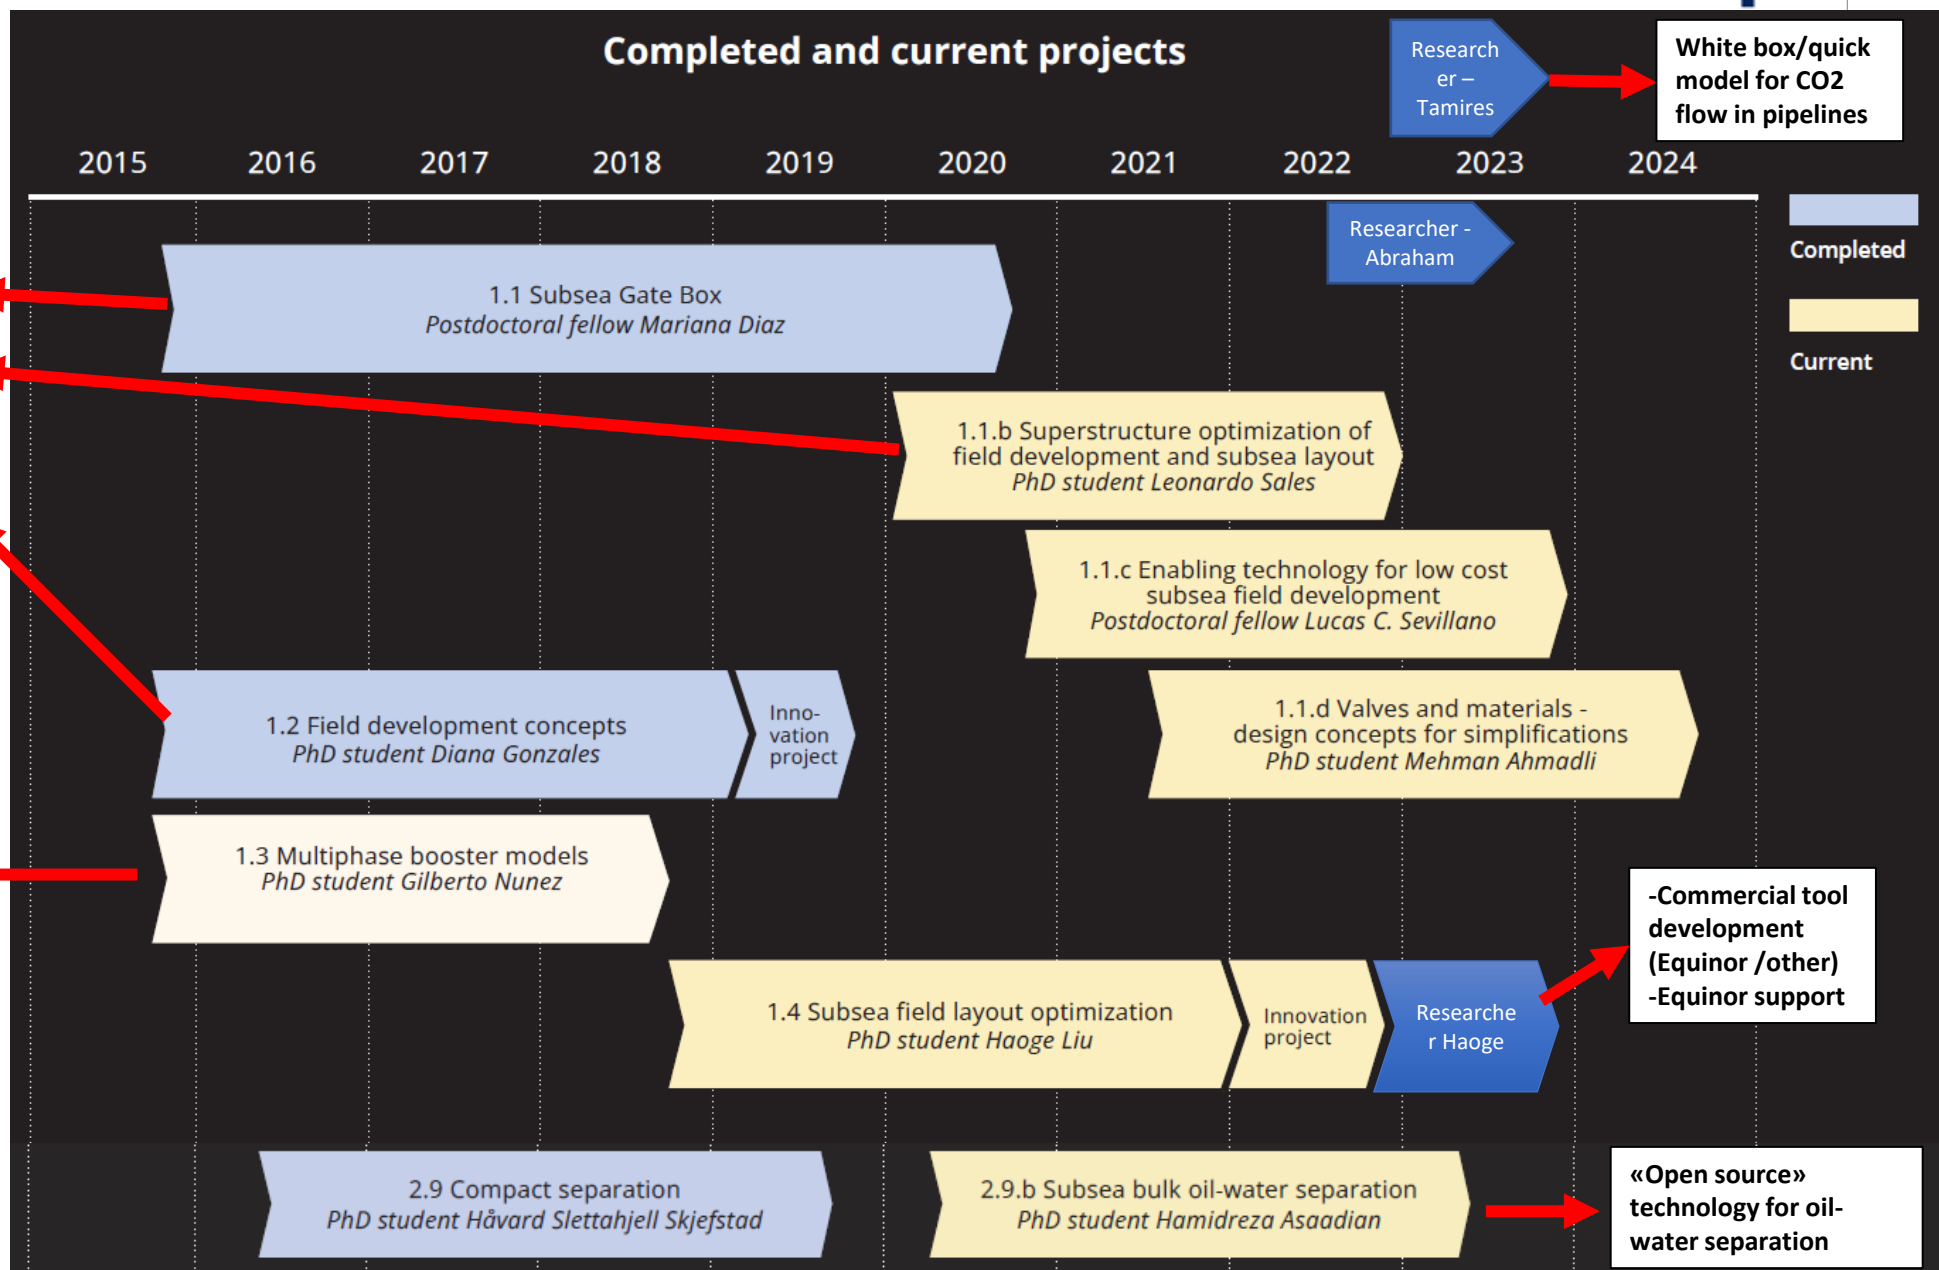 Completed and current projects
Research
er –
Tamires
White box/quick
model for CO2
flow in pipelines
2015 2016 2017 2018 2019 2020 2021 2022 2023 2024
Completed
Current
Researcher -
Abraham
1.1 Subsea Gate Box
Postdoctoral fellow Mariana Diaz
1.1.b Superstructure optimization of
field development and subsea layout
PhD student Leonardo Sales
1.1.c Enabling technology for low cost
subsea field development
Postdoctoral fellow Lucas C. Sevillano
1.2 Field development concepts
PhD student Diana Gonzales
Inno-
vation
project
1.1.d Valves and materials -
design concepts for simplifications
PhD student Mehman Ahmadli
1.3 Multiphase booster models
PhD student Gilberto Nunez
1.4 Subsea field layout optimization
PhD student Haoge Liu
Innovation
project
Researche
r Haoge
-Commercial tool
development
(Equinor /other)
-Equinor support
2.9 Compact separation
PhD student Håvard Slettahjell Skjefstad
2.9.b Subsea bulk oil-water separation
PhD student Hamidreza Asaadian
«Open source»
technology for oil-
water separation